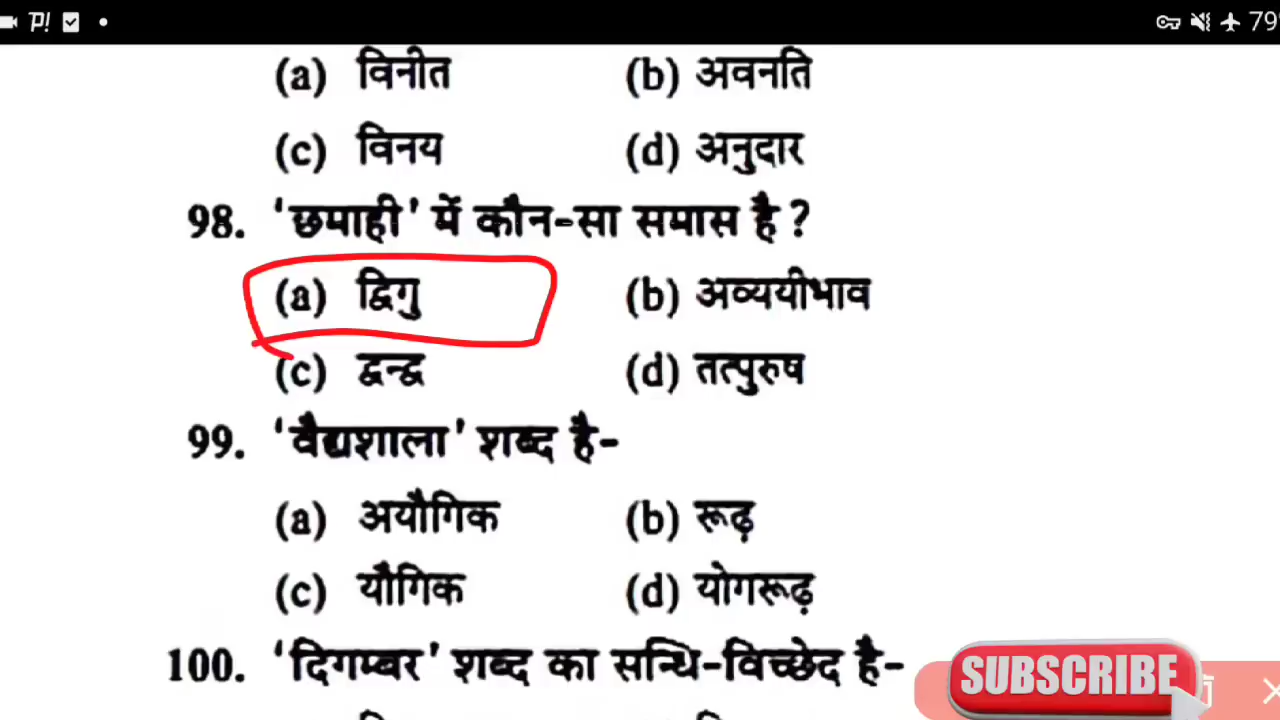 P! 79
(a) विनीत (b) अवनति
(c) विनय (d) अनुदार
98. 'छमाही' में कौन-सा समास है ?
(a) द्विगु (b) अव्ययीभाव
(c) द्वन्द्व (d) तत्पुरुष
99. 'वैद्यशाला' शब्द है-
(a) अयौगिक (b) रूढ़
(c) यौगिक (d) योगरूढ़
100. 'दिगम्बर' शब्द का सन्धि-विच्छेद है-
SUBSCRIBE